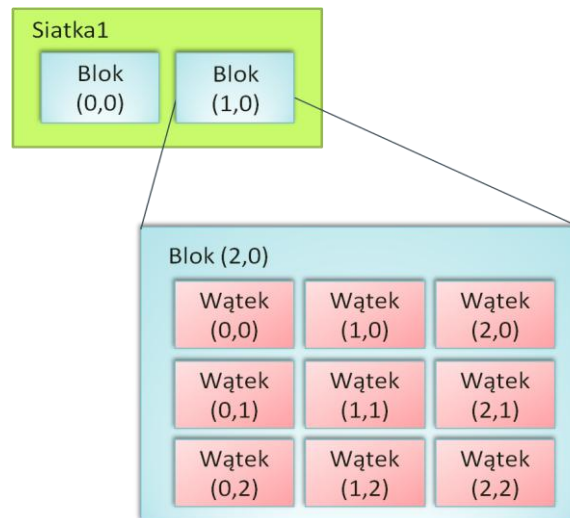 Siatka1
Blok
(0,0)
Blok
(1,0)
Blok (2,0)
Wątek
(0,0)
Wątek
(1,0)
Wątek
(2,0)
Wątek
(0,1)
Wątek
(1,1)
Wątek
(2,1)
Wątek
(0,2)
Wątek
(1,2)
Wątek
(2,2)